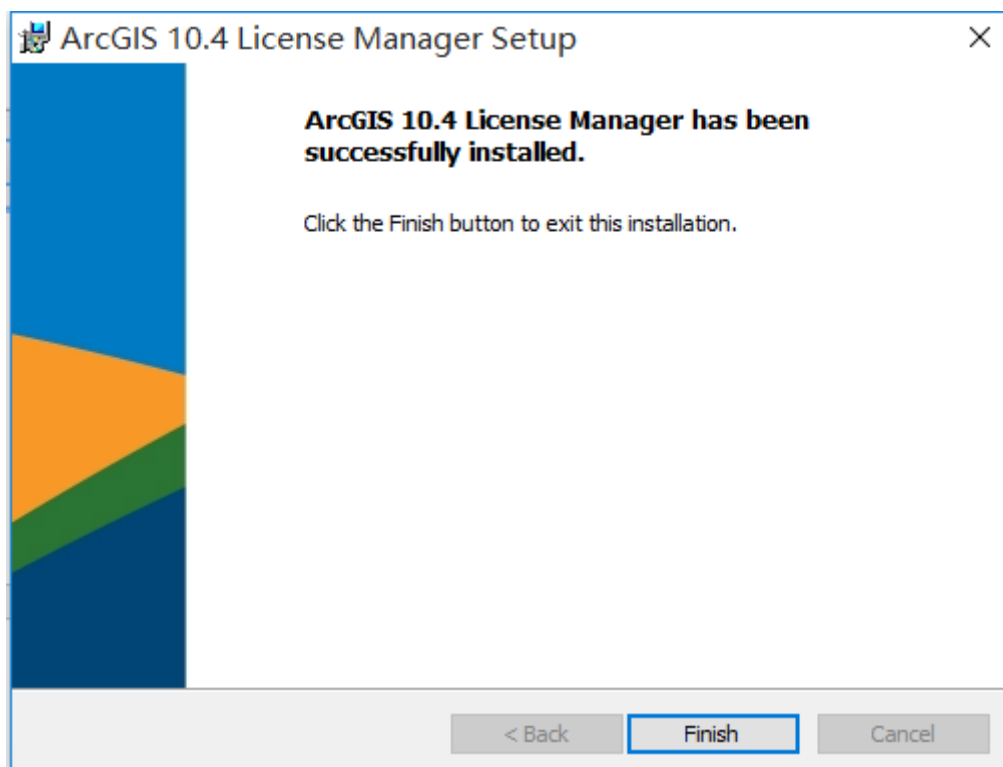 ArcGIS 10.4 License Manager Setup
ArcGIS 10.4 License Manager has been
successfully installed.
Click the Finish button to exit this installation.
< Back
Finish
Cancel